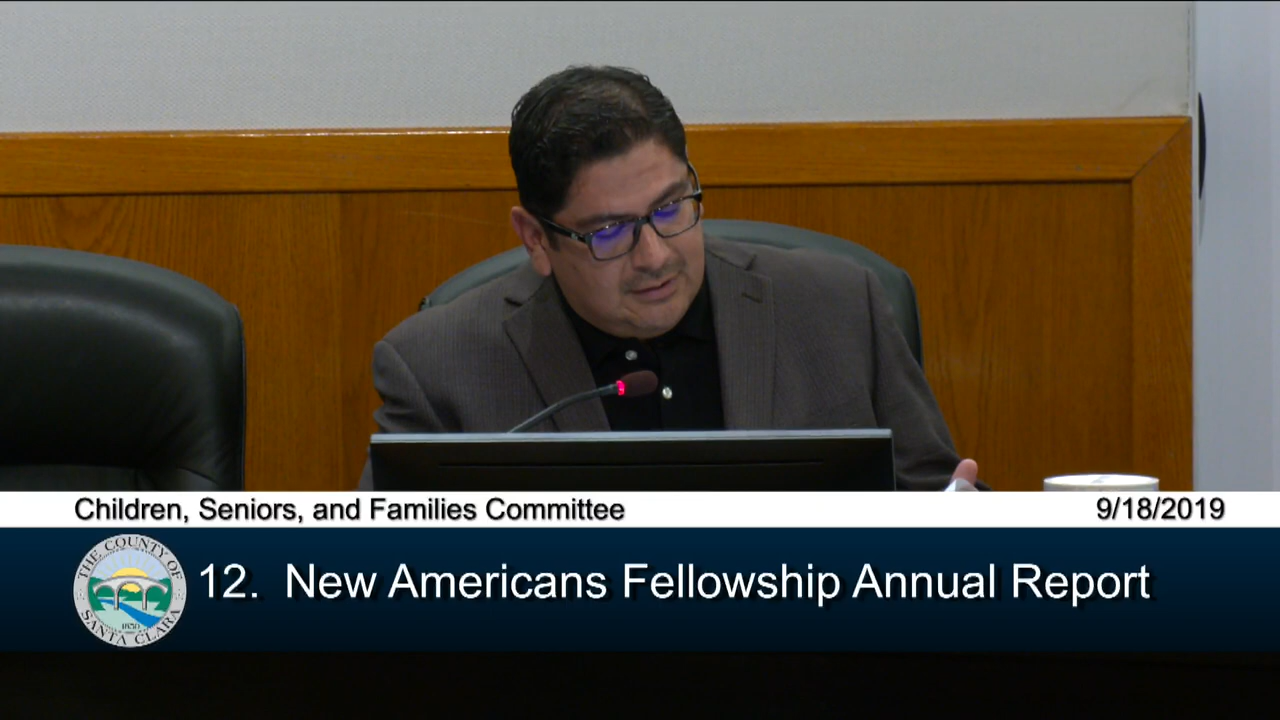 Children, Seniors, and Families Committee 9/18/2019
THE COUNTY OF SANTA CLARA
1850
12. New Americans Fellowship Annual Report